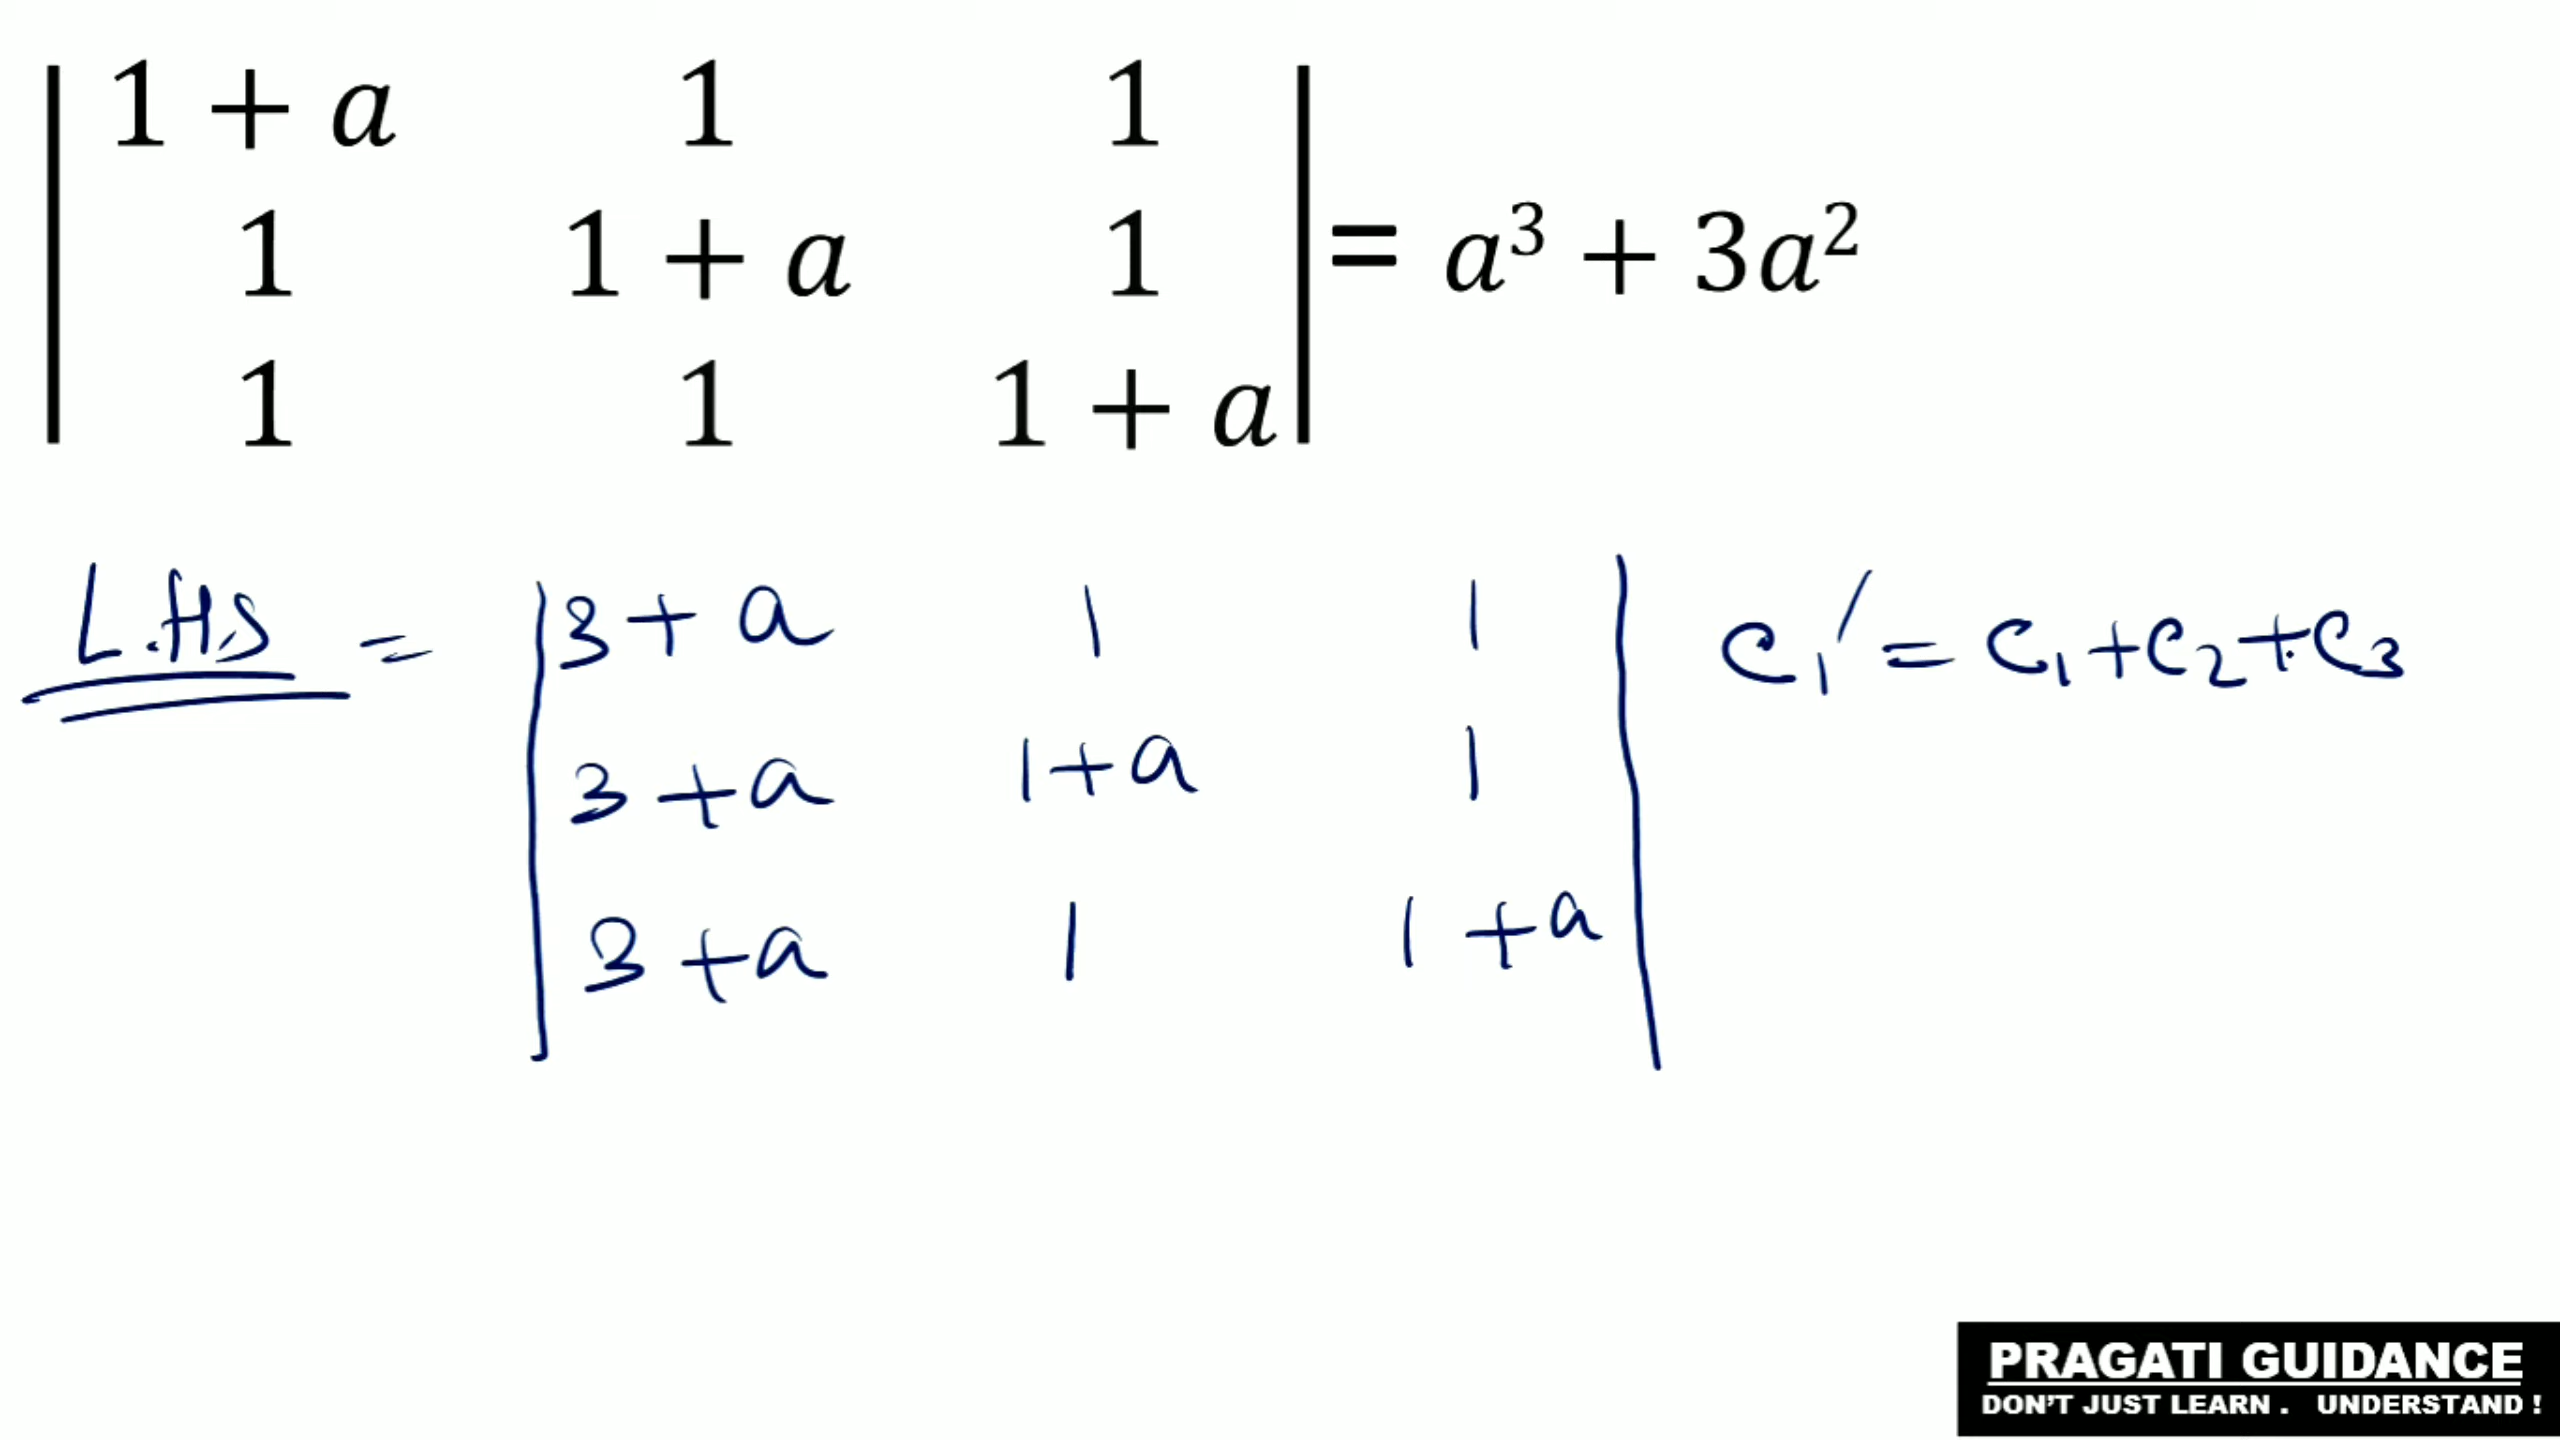 1 + a 1 1
1 1 + a 1 = a³ + 3a²
1 1 1 + a
L.H.S = 3 + a 1 1 C₁' = C₁ + C₂ + C₃
3 + a 1 + a 1
3 + a 1 1 + a
PRAGATI GUIDANCE
DON'T JUST LEARN . UNDERSTAND !